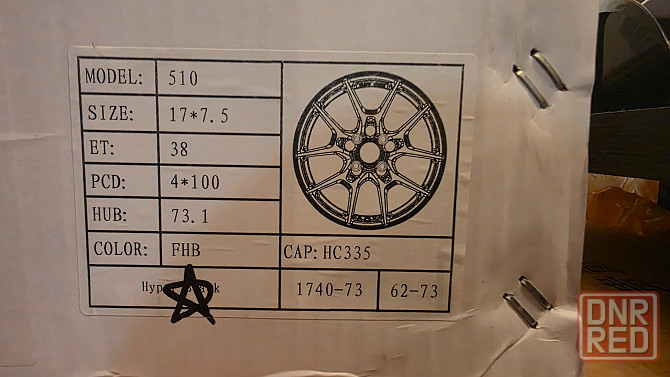 MODEL: 510
SIZE: 17*7.5
ET: 38
PCD: 4*100
HUB: 73.1
COLOR: FHB CAP: HC335
1740-73 62-73
DNR
RED